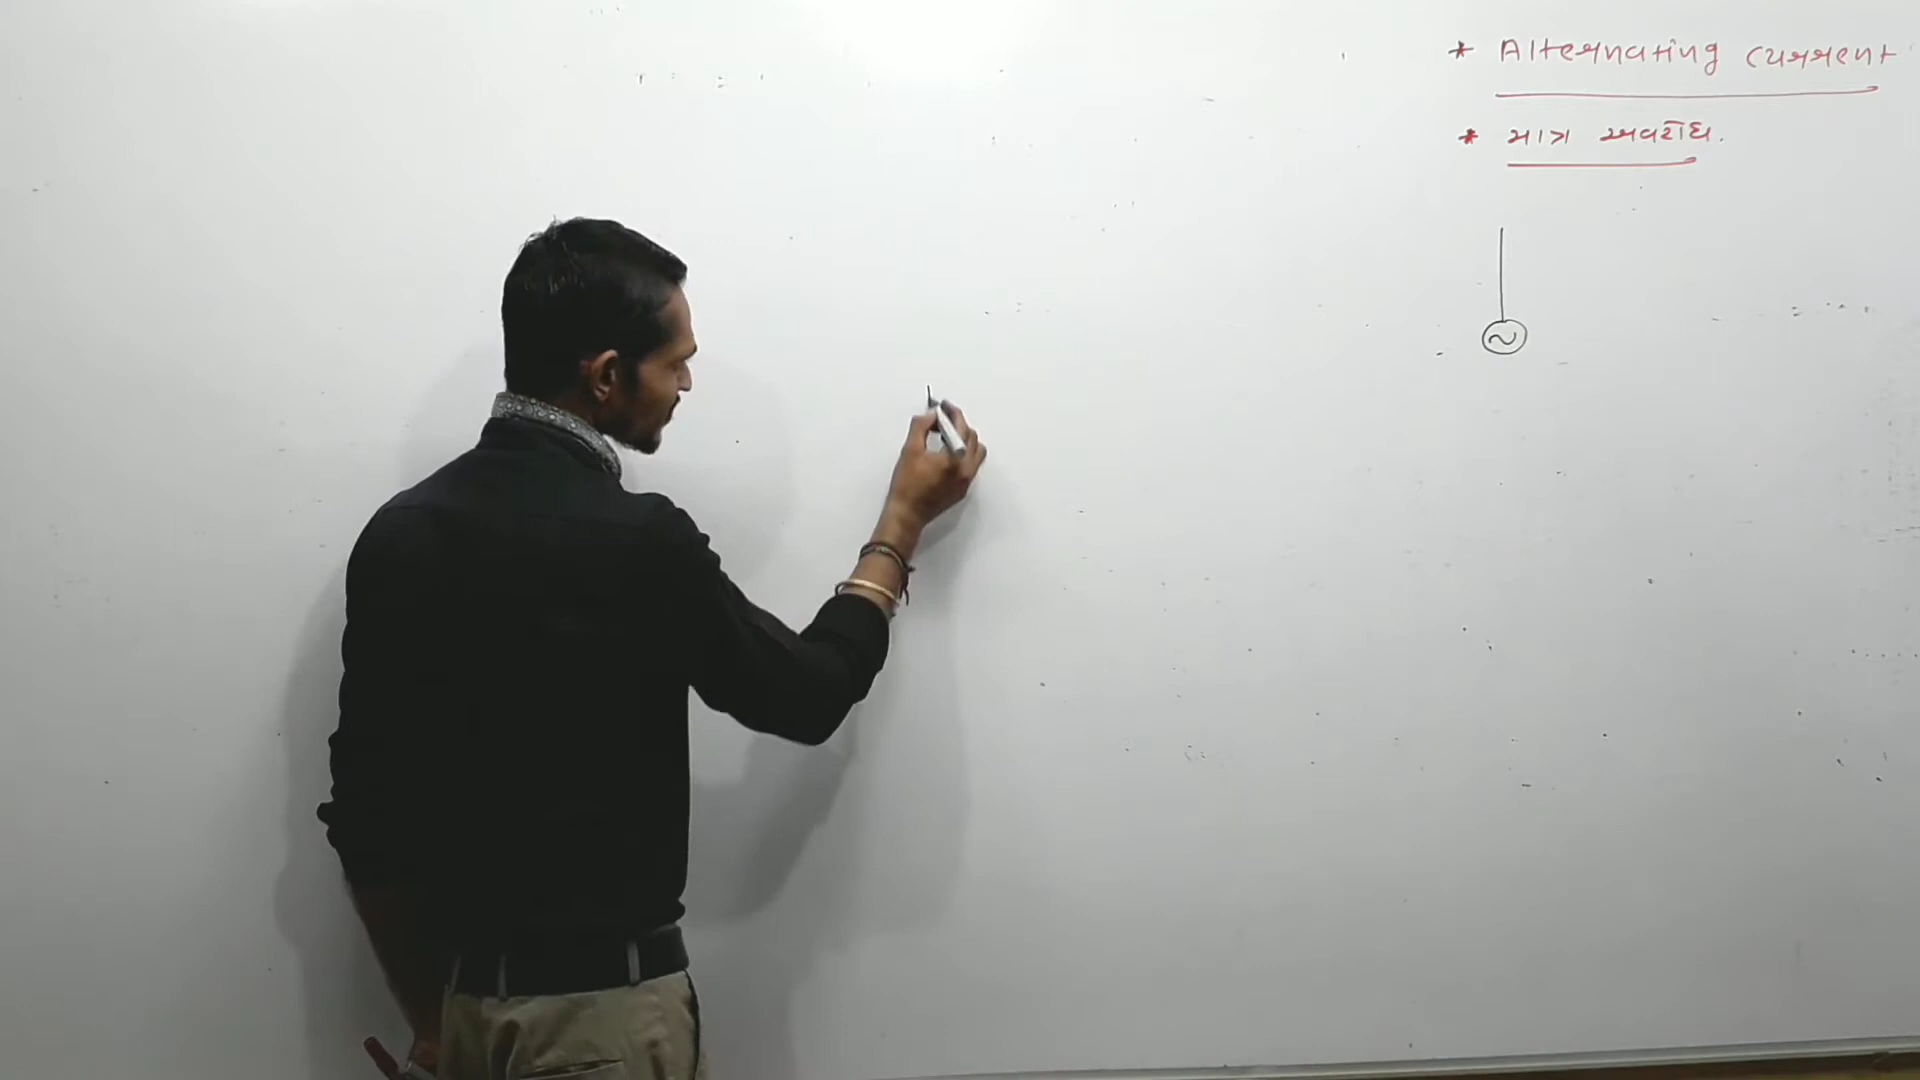 * Alternating current
* માત્ર અવરોધ.
~